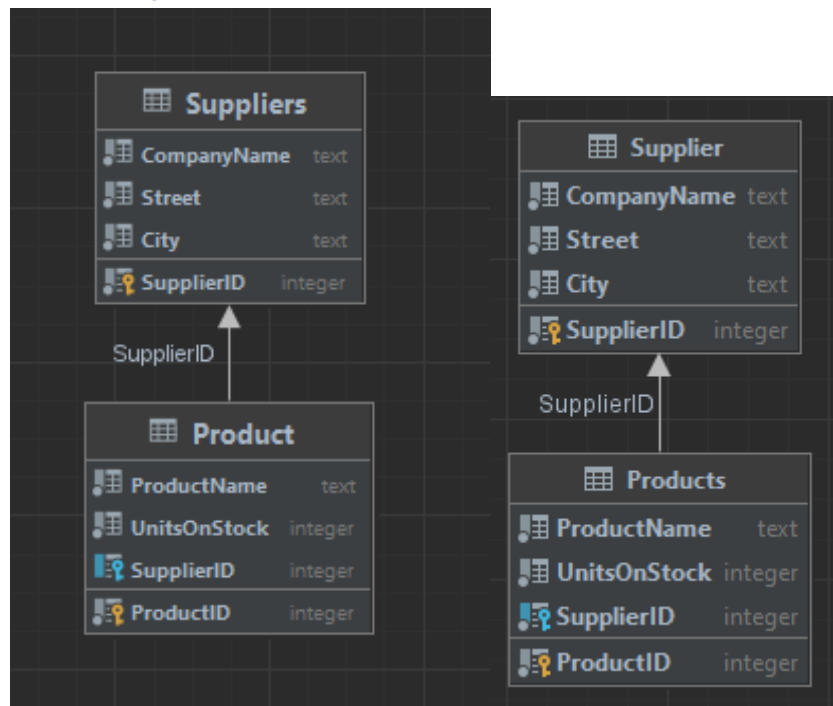 Suppliers
CompanyName text
Street text
City text
SupplierID integer
SupplierID
Product
ProductName text
UnitsOnStock integer
SupplierID integer
ProductID integer
Supplier
CompanyName text
Street text
City text
SupplierID integer
SupplierID
Products
ProductName text
UnitsOnStock integer
SupplierID integer
ProductID integer